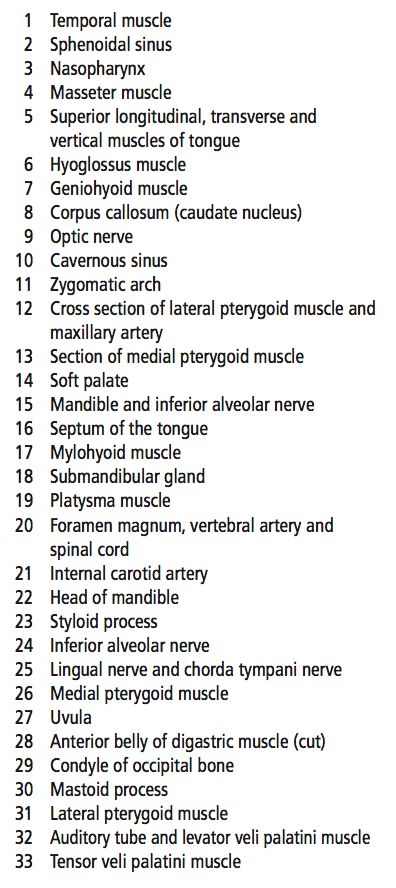 1 Temporal muscle
2 Sphenoidal sinus
3 Nasopharynx
4 Masseter muscle
5 Superior longitudinal, transverse and
vertical muscles of tongue
6 Hyoglossus muscle
7 Geniohyoid muscle
8 Corpus callosum (caudate nucleus)
9 Optic nerve
10 Cavernous sinus
11 Zygomatic arch
12 Cross section of lateral pterygoid muscle and
maxillary artery
13 Section of medial pterygoid muscle
14 Soft palate
15 Mandible and inferior alveolar nerve
16 Septum of the tongue
17 Mylohyoid muscle
18 Submandibular gland
19 Platysma muscle
20 Foramen magnum, vertebral artery and
spinal cord
21 Internal carotid artery
22 Head of mandible
23 Styloid process
24 Inferior alveolar nerve
25 Lingual nerve and chorda tympani nerve
26 Medial pterygoid muscle
27 Uvula
28 Anterior belly of digastric muscle (cut)
29 Condyle of occipital bone
30 Mastoid process
31 Lateral pterygoid muscle
32 Auditory tube and levator veli palatini muscle
33 Tensor veli palatini muscle